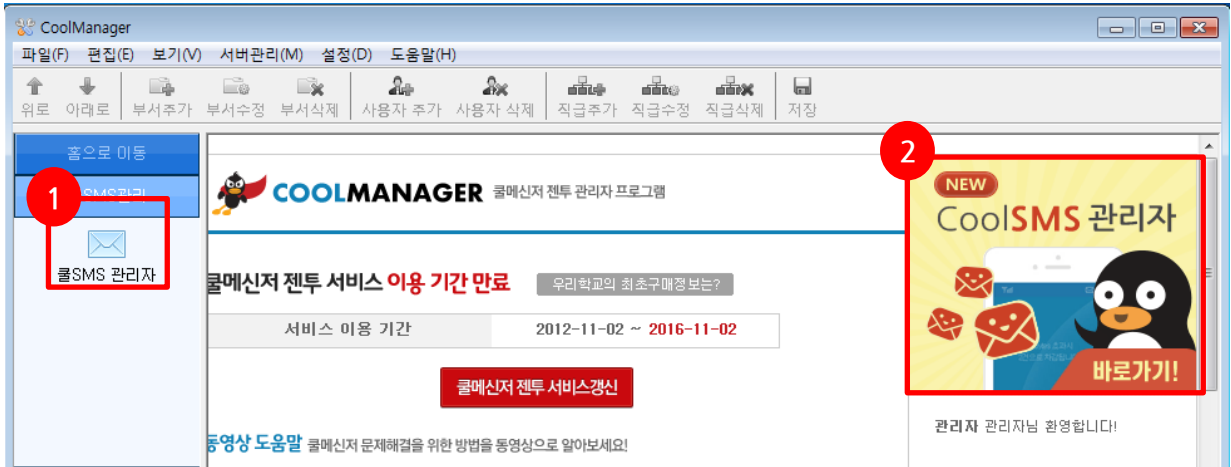 CoolManager
파일(F) 편집(E) 보기(V) 서버관리(M) 설정(D) 도움말(H)
위로 아래로 부서추가 부서수정 부서삭제 사용자 추가 사용자 삭제 직급추가 직급수정 직급삭제 저장
홈으로 이동
SMS관리
1
쿨SMS 관리자
COOLMANAGER 쿨메신저 젠투 관리자 프로그램
쿨메신저 젠투 서비스 이용 기간 만료 우리학교의 최초구매정보는?
서비스 이용 기간 2012-11-02 ~ 2016-11-02
쿨메신저 젠투 서비스갱신
동영상 도움말 쿨메신저 문제해결을 위한 방법을 동영상으로 알아보세요!
2
NEW
CoolSMS 관리자
Tel
바로가기!
관리자 관리자님 환영합니다!